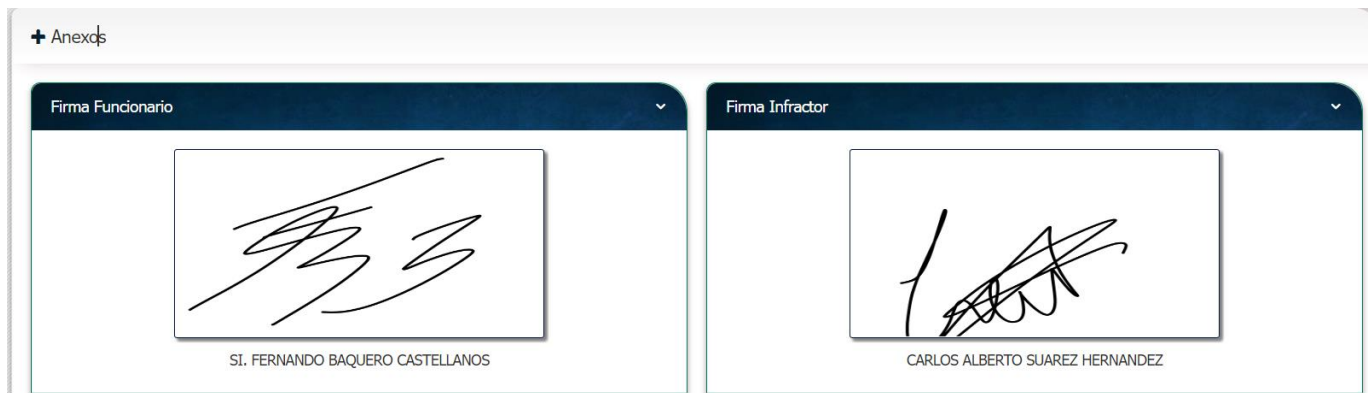 Anexos
Firma Funcionario
SI. FERNANDO BAQUERO CASTELLANOS
Firma Infractor
CARLOS ALBERTO SUAREZ HERNANDEZ